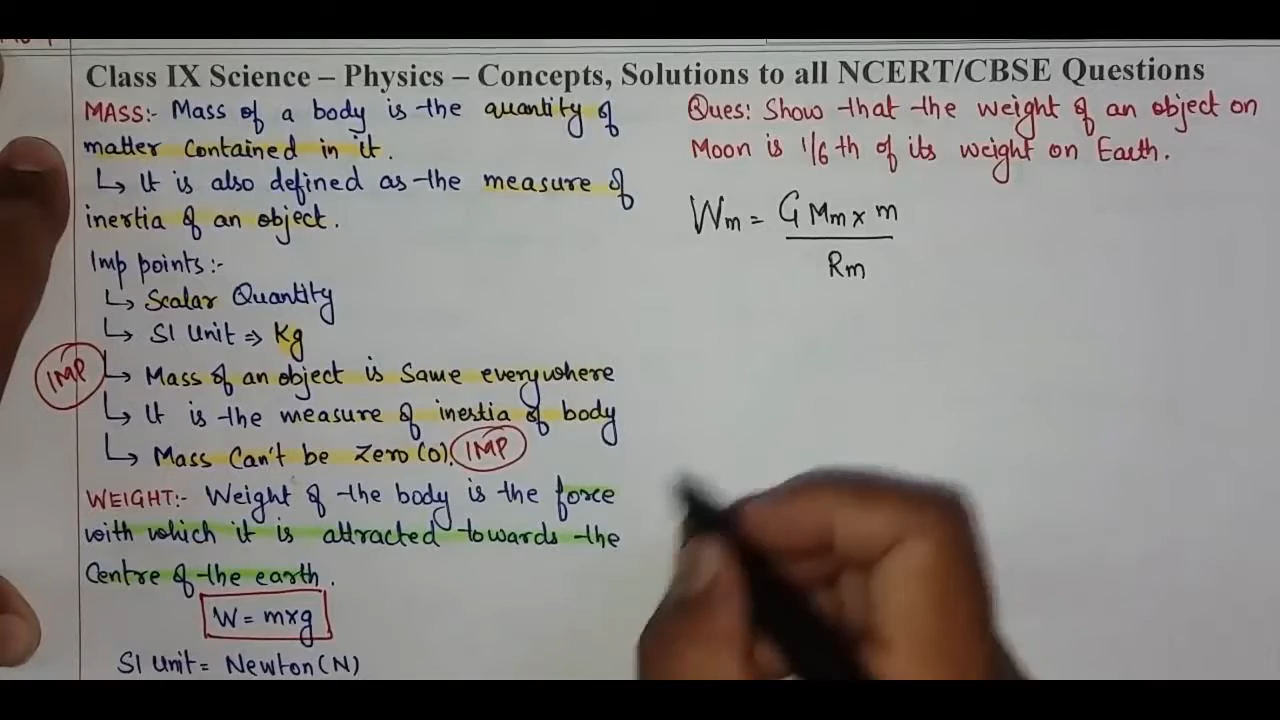 Class IX Science – Physics – Concepts, Solutions to all NCERT/CBSE Questions
MASS:- Mass of a body is the quantity of
matter contained in it.
↳ It is also defined as the measure of
inertia of an object.
Imp points:-
↳ Scalar Quantity
↳ SI Unit ⇒ Kg
IMP ↳ Mass of an object is Same everywhere
↳ It is the measure of inertia of body
↳ Mass Can't be Zero (0). IMP
WEIGHT:- Weight of the body is the force
with which it is attracted towards the
Centre of the earth.
W = m×g
SI Unit = Newton (N)
Ques: Show that the weight of an object on
Moon is 1/6 th of its weight on Earth.
Wm = G Mm × m
Rm